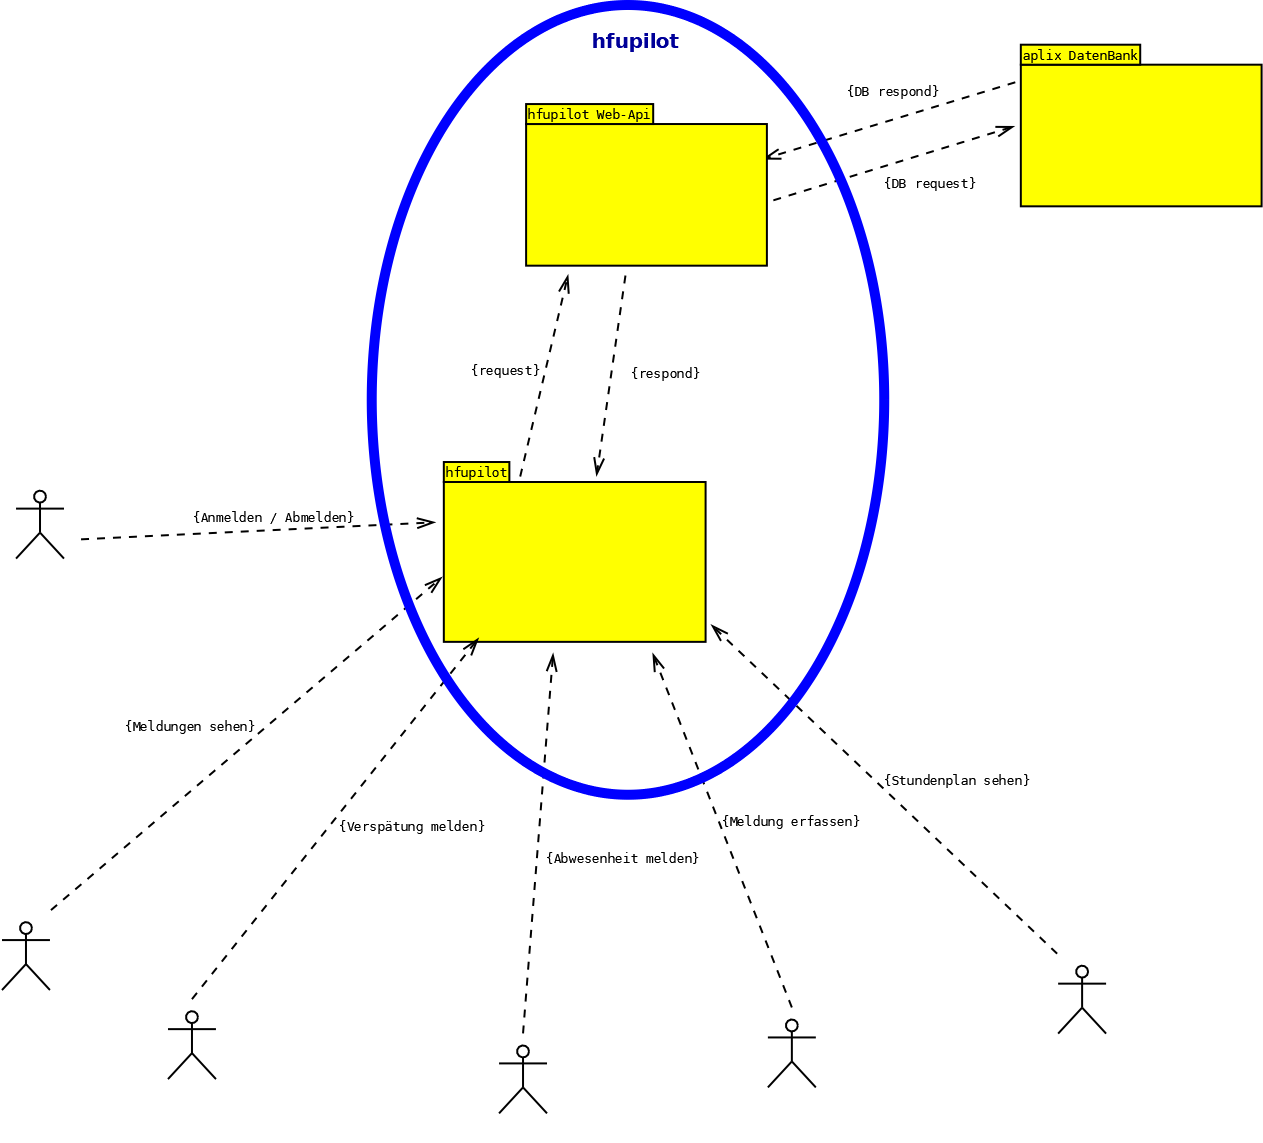 hfupilot
aplix DatenBank
{DB respond}
hfupilot Web-Api
{DB request}
{request}
{respond}
hfupilot
{Anmelden / Abmelden}
{Meldungen sehen}
{Stundenplan sehen}
{Verspätung melden}
{Meldung erfassen}
{Abwesenheit melden}